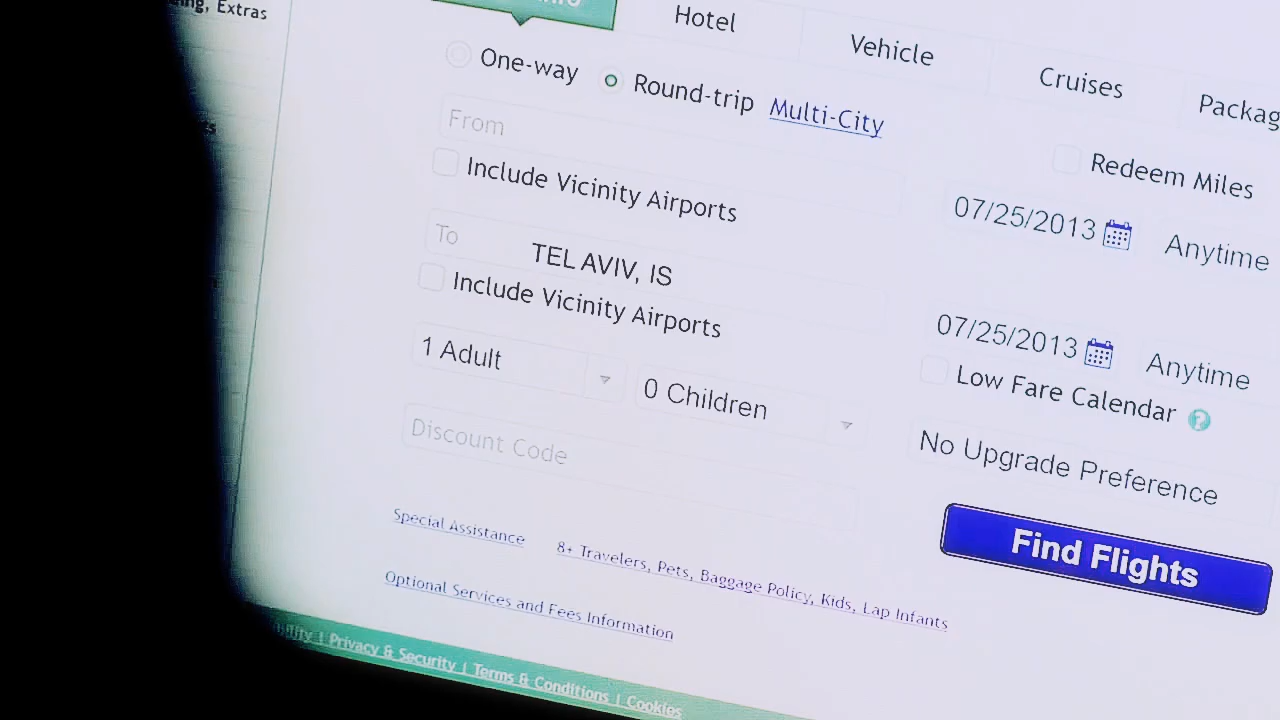 Extras
Hotel
Vehicle
Cruises
One-way
Round-trip
Multi-City
From
Redeem Miles
Include Vicinity Airports
07/25/2013
Anytime
To
TEL AVIV, IS
Include Vicinity Airports
07/25/2013
Anytime
1 Adult
0 Children
Low Fare Calendar ?
Discount Code
No Upgrade Preference
Find Flights
Special Assistance
8+ Travelers, Pets, Baggage Policy, Kids, Lap Infants
Optional Services and Fees Information
| Privacy & Security | Terms & Conditions | Cookies